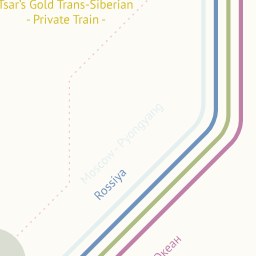 Tsar's Gold Trans-Siberian
- Private Train -
Moscow - Pyongyang
Rossiya
Океан